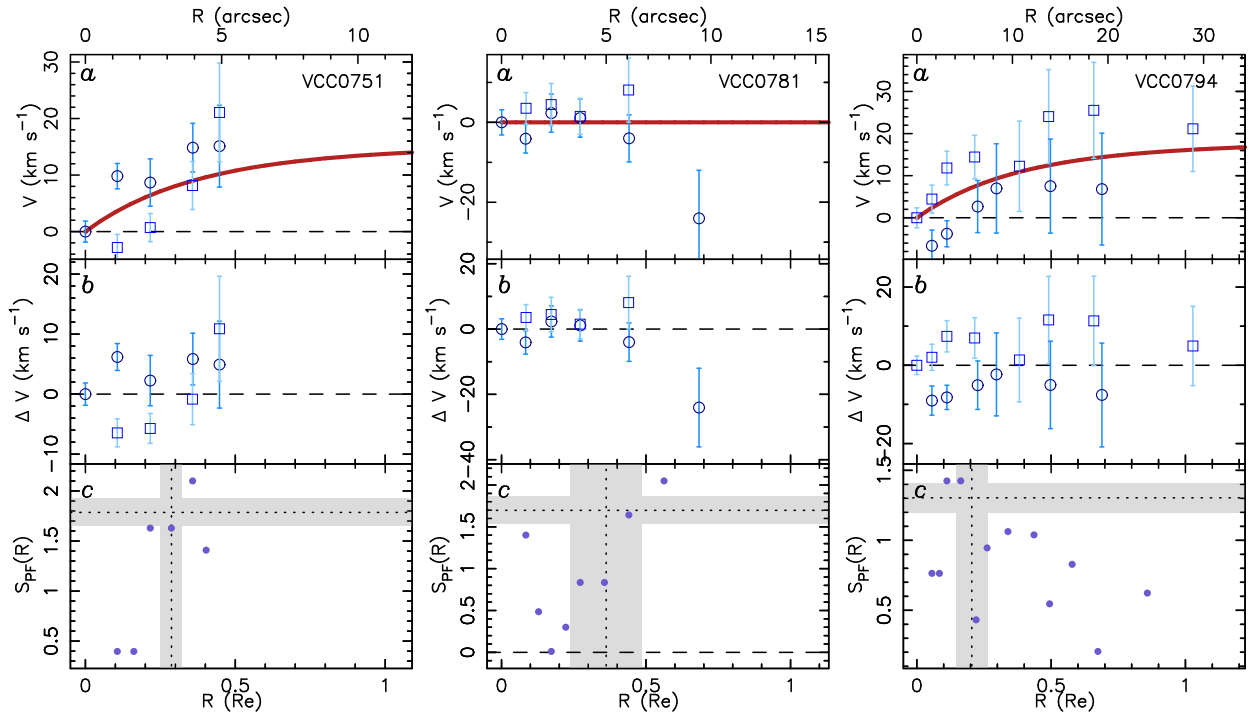 R (arcsec) R (arcsec) R (arcsec)
0 5 10 0 5 10 15 0 10 20 30
a VCC0751 a VCC0781 a VCC0794
V (km s⁻¹) V (km s⁻¹) V (km s⁻¹)
30 20 10 0
0 −20
30 20 10 0
b b b
Δ V (km s⁻¹) Δ V (km s⁻¹) Δ V (km s⁻¹)
20 10 0 −10
20 0 −20 −40
20 0 −20
c c c
S_PF(R) S_PF(R) S_PF(R)
2 1.5 1 0.5
2 1.5 1 0.5 0
1.5 1 0.5
0 0.5 1 0 0.5 1 0 0.5 1
R (Re) R (Re) R (Re)